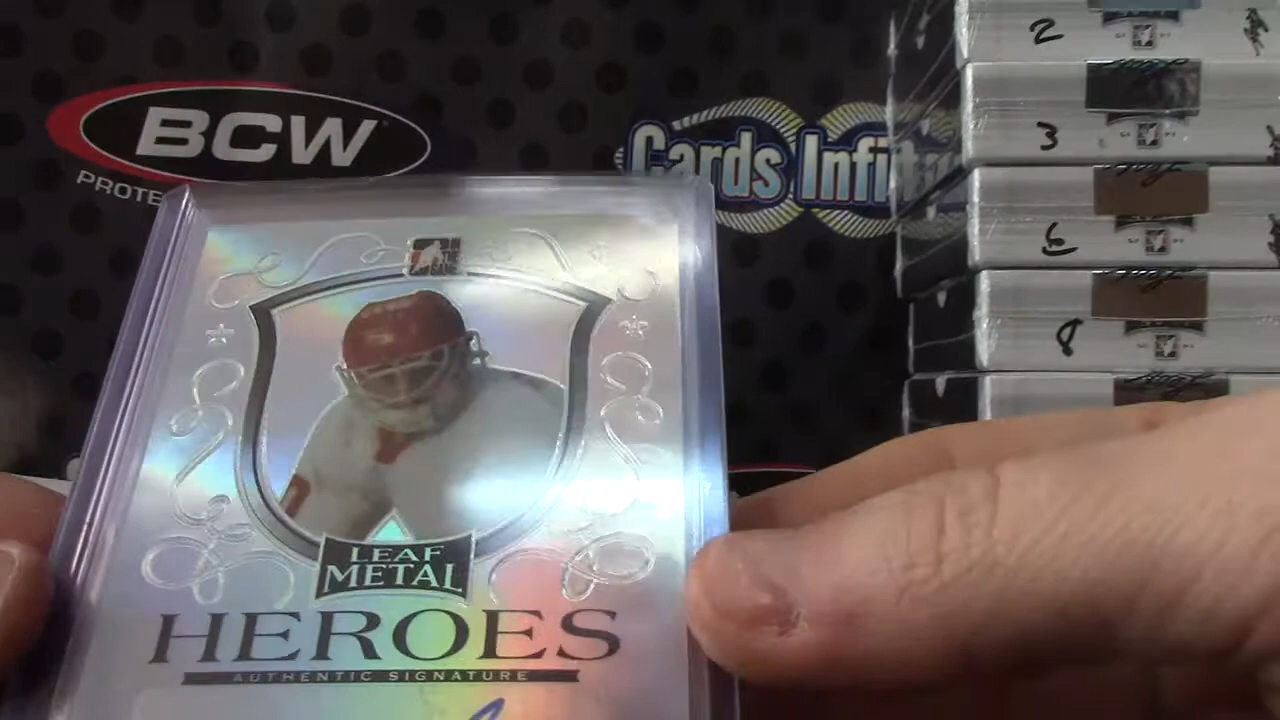 BCW
PROTE
Cards Infi
2
3
6
8
LEAF
METAL
HEROES
AUTHENTIC SIGNATURE